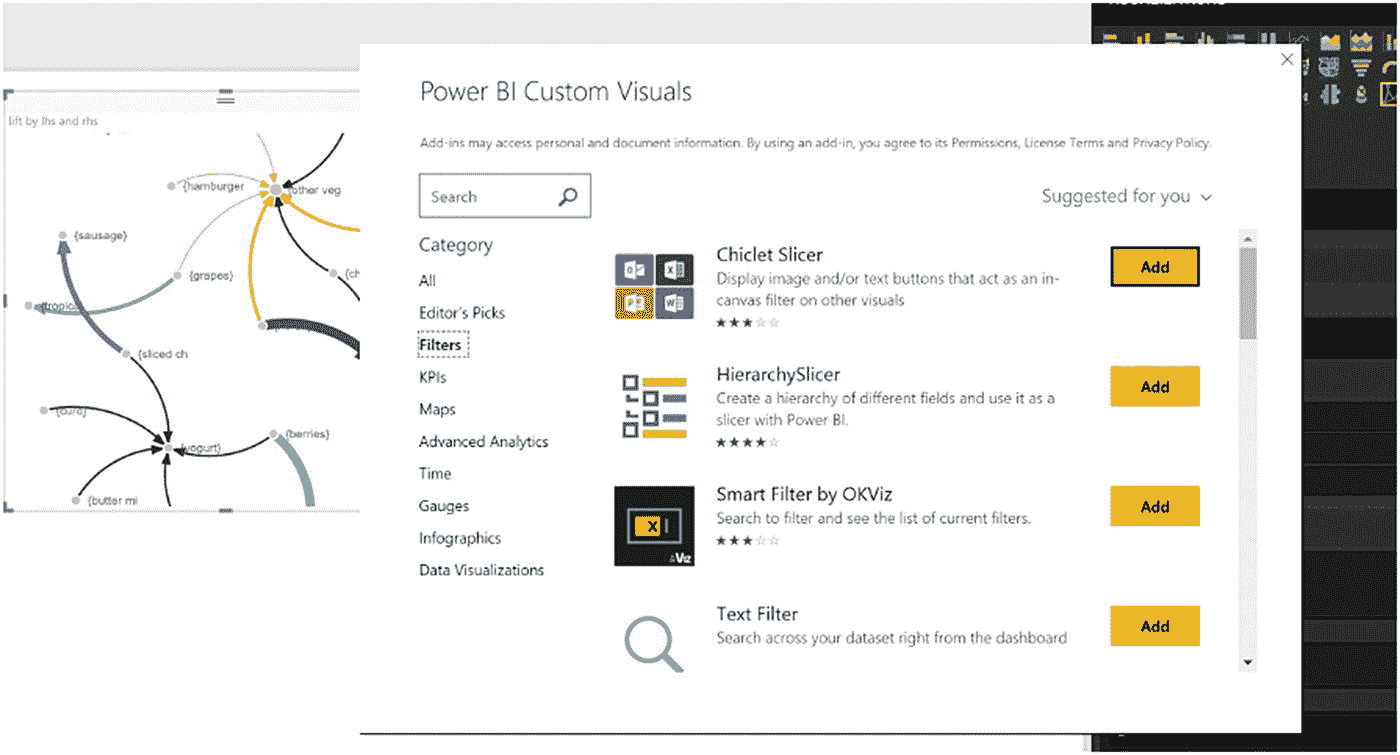 lift by lhs and rhs
{hamburger
{other veg
{sausage}
{grapes}
{ch
{tropic
{sliced ch
{curd}
{yogurt}
{berries}
{butter mi
VISUALIZATIONS
Power BI Custom Visuals
Add-ins may access personal and document information. By using an add-in, you agree to its Permissions, License Terms and Privacy Policy.
Search
Suggested for you
Category
All
Editor's Picks
Filters
KPIs
Maps
Advanced Analytics
Time
Gauges
Infographics
Data Visualizations
Chiclet Slicer
Display image and/or text buttons that act as an in-
canvas filter on other visuals
Add
HierarchySlicer
Create a hierarchy of different fields and use it as a
slicer with Power BI.
Add
Smart Filter by OKViz
Search to filter and see the list of current filters.
Add
Text Filter
Search across your dataset right from the dashboard
Add